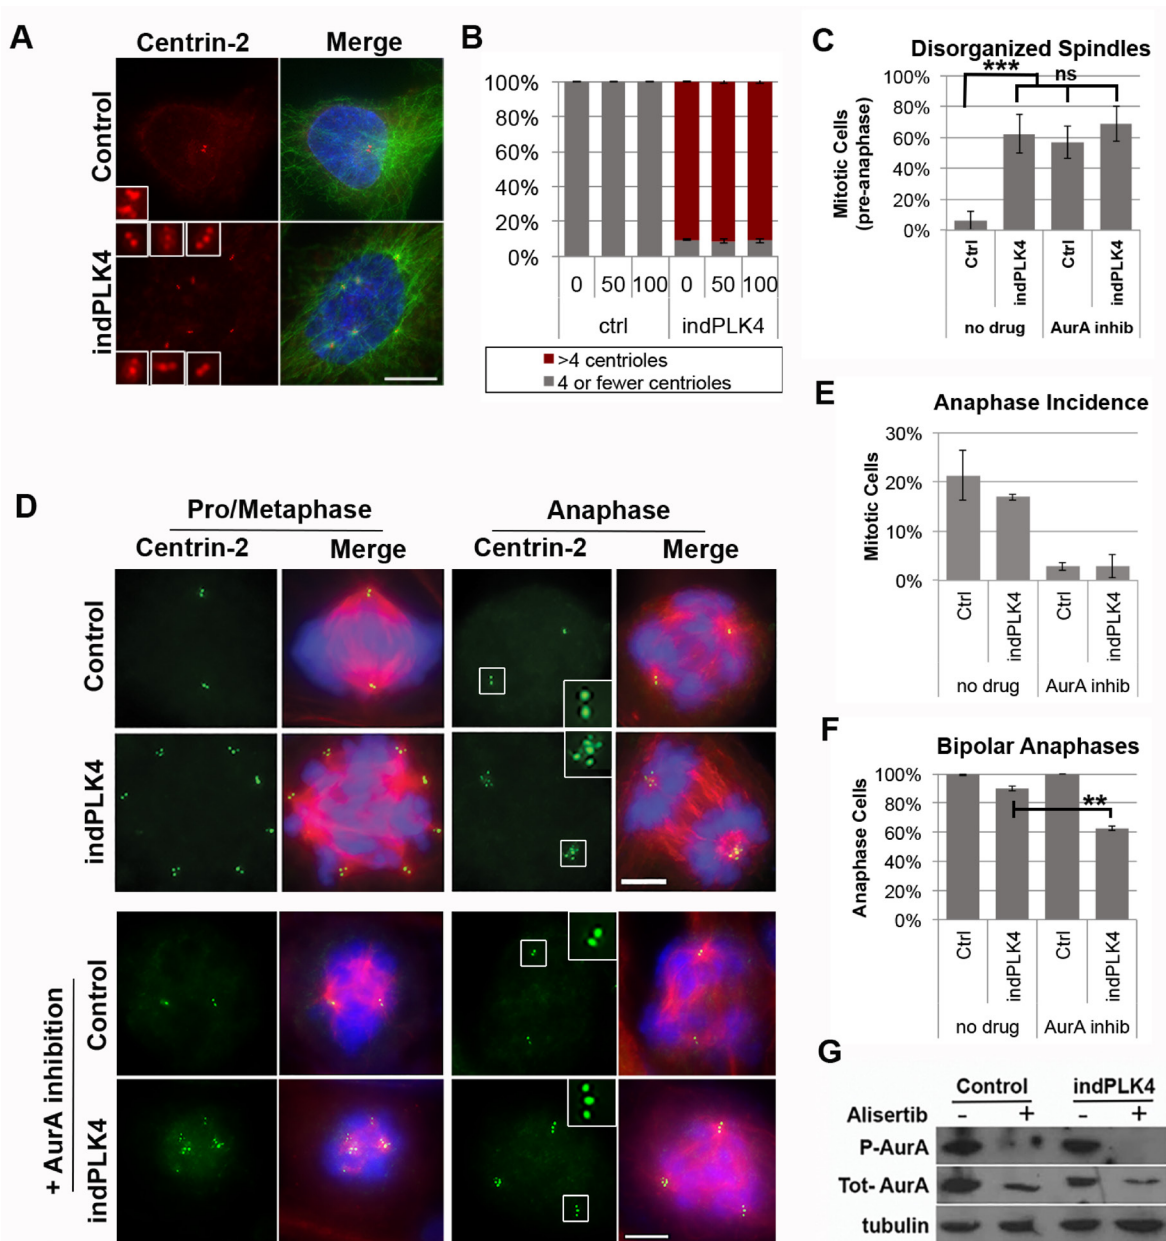 A
Centrin-2 Merge
Control
indPLK4
B
100%
80%
60%
40%
20%
0%
0 50 100 0 50 100
ctrl indPLK4
>4 centrioles
4 or fewer centrioles
C
Disorganized Spindles
*** ns
Mitotic Cells
(pre-anaphase)
100%
80%
60%
40%
20%
0%
Ctrl indPLK4 Ctrl indPLK4
no drug AurA inhib
D
Pro/Metaphase Anaphase
Centrin-2 Merge Centrin-2 Merge
Control
indPLK4
+ AurA inhibition
Control
indPLK4
E
Anaphase Incidence
Mitotic Cells
30%
20%
10%
0%
Ctrl indPLK4 Ctrl indPLK4
no drug AurA inhib
F
Bipolar Anaphases
**
Anaphase Cells
100%
80%
60%
40%
20%
0%
Ctrl indPLK4 Ctrl indPLK4
no drug AurA inhib
G
Control indPLK4
Alisertib - + - +
P-AurA
Tot- AurA
tubulin